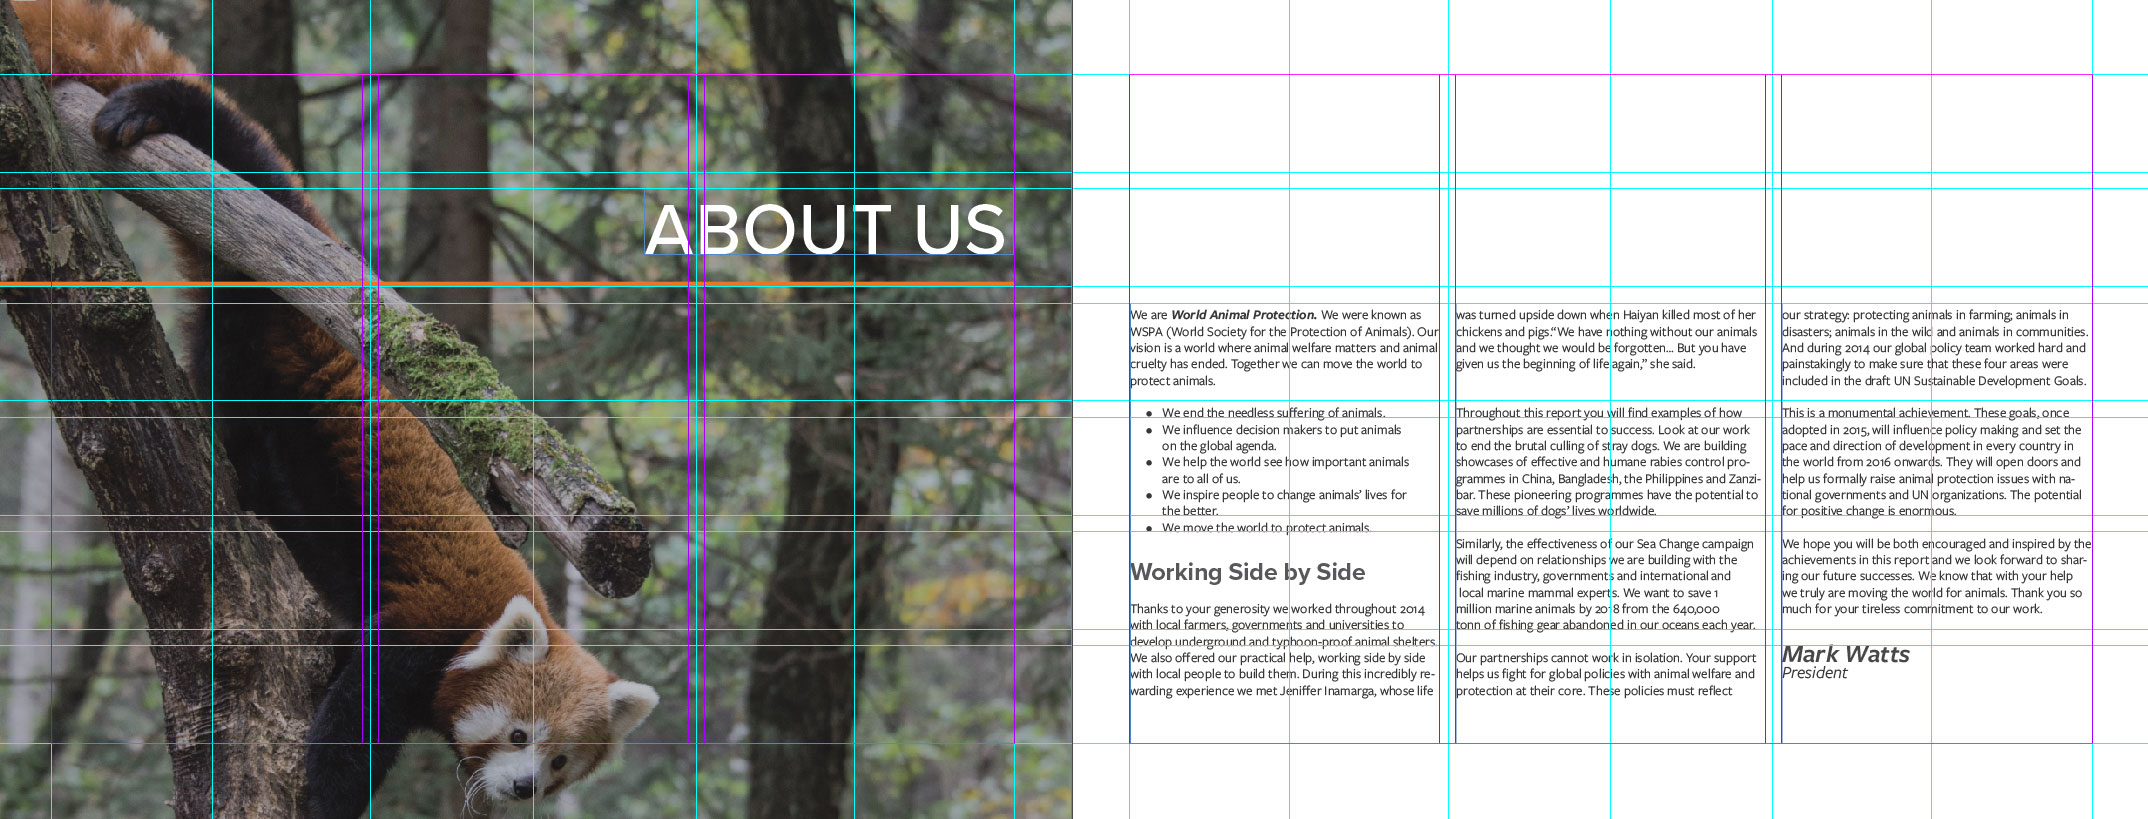 ABOUT US
We are World Animal Protection. We were known as
WSPA (World Society for the Protection of Animals). Our
vision is a world where animal welfare matters and animal
cruelty has ended. Together we can move the world to
protect animals.
• We end the needless suffering of animals.
• We influence decision makers to put animals
on the global agenda.
• We help the world see how important animals
are to all of us.
• We inspire people to change animals’ lives for
the better.
• We move the world to protect animals.
Working Side by Side
Thanks to your generosity we worked throughout 2014
with local farmers, governments and universities to
develop underground and typhoon-proof animal shelters.
We also offered our practical help, working side by side
with local people to build them. During this incredibly re-
warding experience we met Jeniffer Inamarga, whose life
was turned upside down when Haiyan killed most of her
chickens and pigs.“We have nothing without our animals
and we thought we would be forgotten... But you have
given us the beginning of life again,” she said.
Throughout this report you will find examples of how
partnerships are essential to success. Look at our work
to end the brutal culling of stray dogs. We are building
showcases of effective and humane rabies control pro-
grammes in China, Bangladesh, the Philippines and Zanzi-
bar. These pioneering programmes have the potential to
save millions of dogs’ lives worldwide.
Similarly, the effectiveness of our Sea Change campaign
will depend on relationships we are building with the
fishing industry, governments and international and
local marine mammal experts. We want to save 1
million marine animals by 2018 from the 640,000
tonn of fishing gear abandoned in our oceans each year.
Our partnerships cannot work in isolation. Your support
helps us fight for global policies with animal welfare and
protection at their core. These policies must reflect
our strategy: protecting animals in farming; animals in
disasters; animals in the wild and animals in communities.
And during 2014 our global policy team worked hard and
painstakingly to make sure that these four areas were
included in the draft UN Sustainable Development Goals.
This is a monumental achievement. These goals, once
adopted in 2015, will influence policy making and set the
pace and direction of development in every country in
the world from 2016 onwards. They will open doors and
help us formally raise animal protection issues with na-
tional governments and UN organizations. The potential
for positive change is enormous.
We hope you will be both encouraged and inspired by the
achievements in this report and we look forward to shar-
ing our future successes. We know that with your help
we truly are moving the world for animals. Thank you so
much for your tireless commitment to our work.
Mark Watts
President